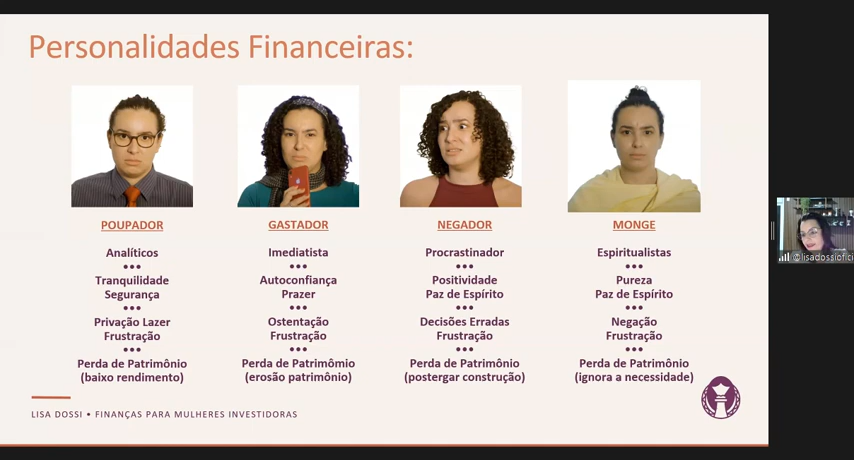 Personalidades Financeiras:
POUPADOR
Analíticos
•••
Tranquilidade
Segurança
•••
Privação Lazer
Frustração
•••
Perda de Patrimônio
(baixo rendimento)
GASTADOR
Imediatista
•••
Autoconfiança
Prazer
•••
Ostentação
Frustração
•••
Perda de Patrimômio
(erosão patrimônio)
NEGADOR
Procrastinador
•••
Positividade
Paz de Espírito
•••
Decisões Erradas
Frustração
•••
Perda de Patrimônio
(postergar construção)
MONGE
Espiritualistas
•••
Pureza
Paz de Espírito
•••
Negação
Frustração
•••
Perda de Patrimônio
(ignora a necessidade)
LISA DOSSI • FINANÇAS PARA MULHERES INVESTIDORAS
@lisadossiofici